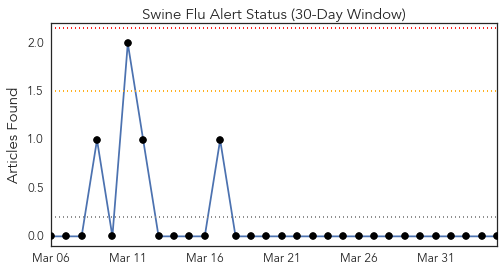 Swine Flu Alert Status (30-Day Window)
Articles Found
2.0
1.5
1.0
0.5
0.0
Mar 06 Mar 11 Mar 16 Mar 21 Mar 26 Mar 31